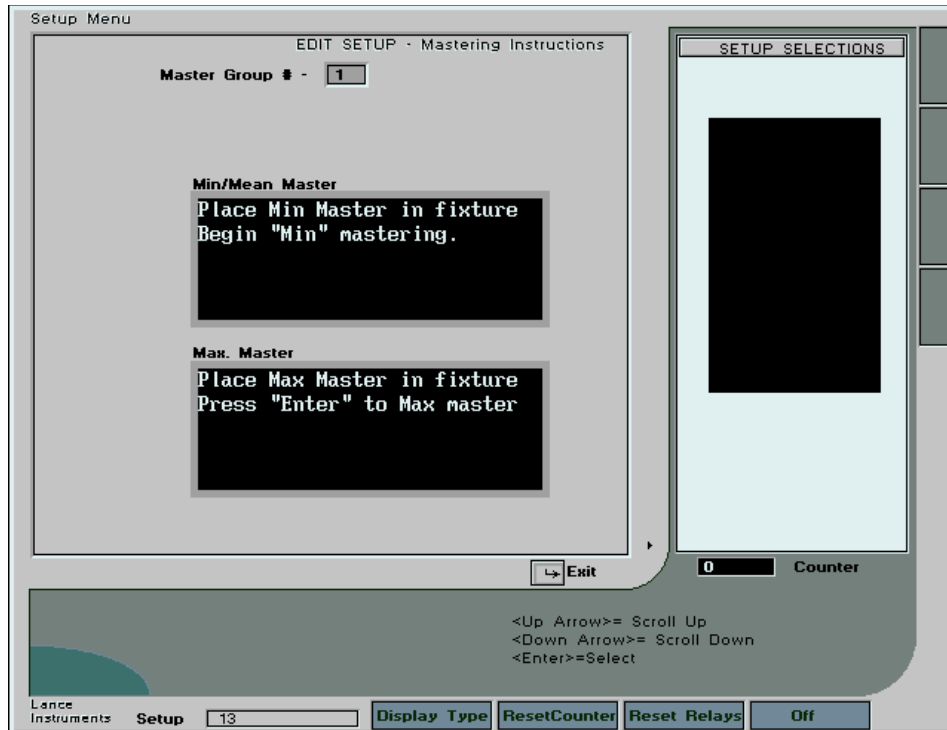 Setup Menu
EDIT SETUP - Mastering Instructions
Master Group # - 1
Min/Mean Master
Place Min Master in fixture
Begin "Min" mastering.
Max. Master
Place Max Master in fixture
Press "Enter" to Max master
Exit
SETUP SELECTIONS
0 Counter
<Up Arrow>= Scroll Up
<Down Arrow>= Scroll Down
<Enter>=Select
Lance
Instruments
Setup 13
Display Type
ResetCounter
Reset Relays
Off